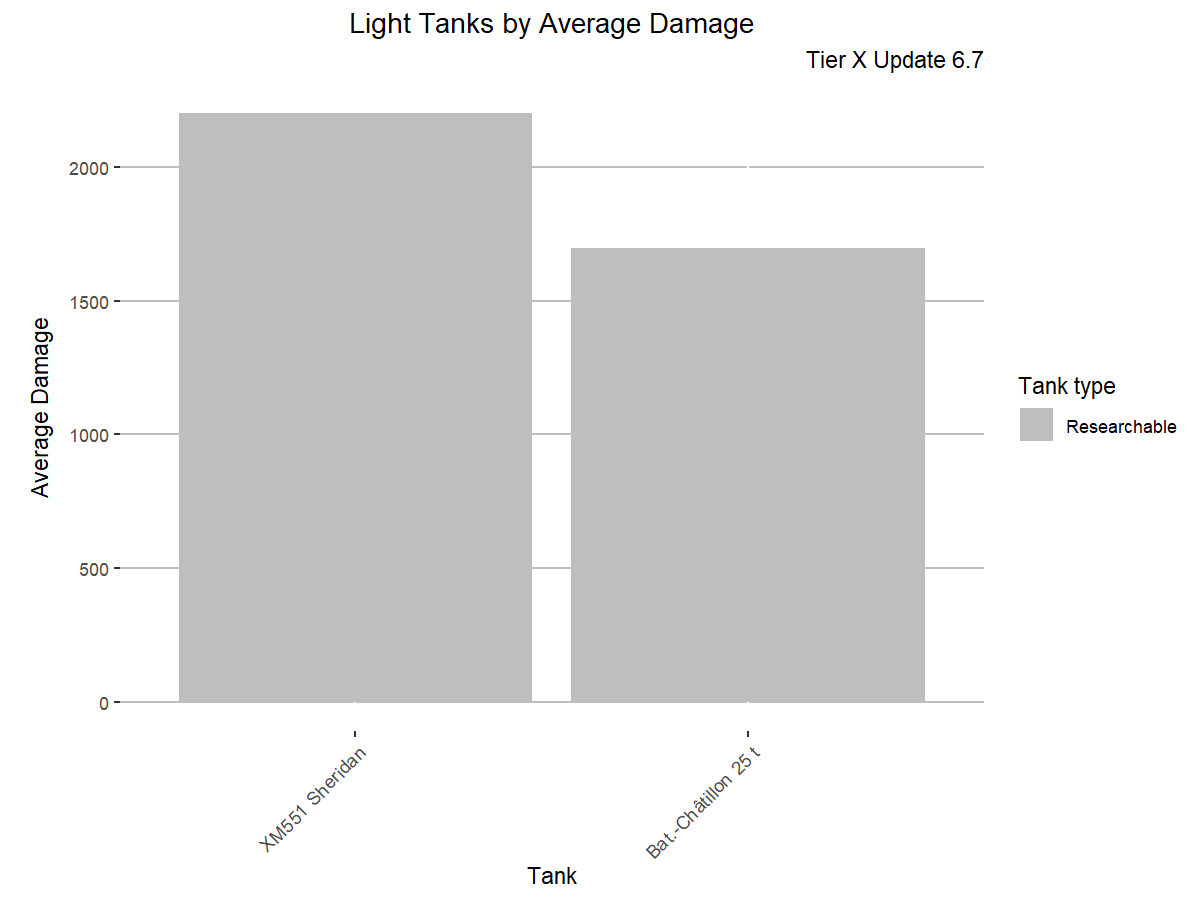 Light Tanks by Average Damage
Tier X Update 6.7
2000
1500
1000
500
0
Average Damage
XM551 Sheridan
Bat.-Châtillon 25 t
Tank
Tank type
Researchable